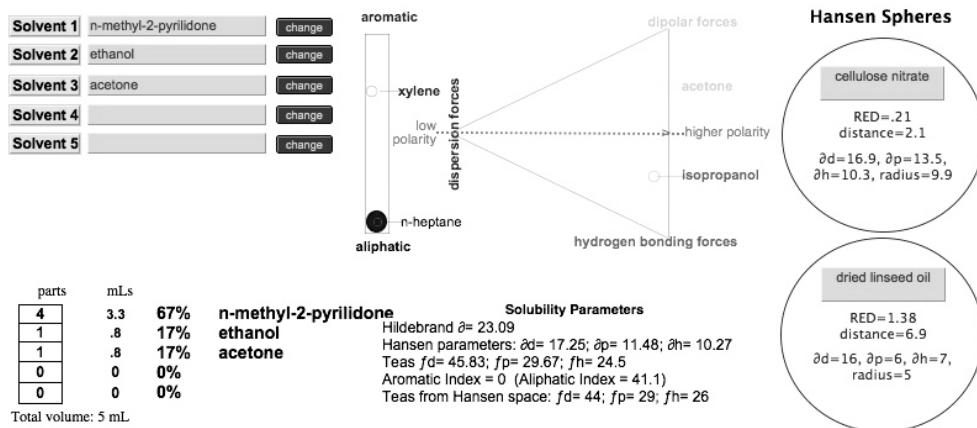 Solvent 1 n-methyl-2-pyrilidone change
Solvent 2 ethanol change
Solvent 3 acetone change
Solvent 4 change
Solvent 5 change
aromatic
xylene
low
polarity
dispersion forces
n-heptane
aliphatic
dipolar forces
acetone
higher polarity
isopropanol
hydrogen bonding forces
Hansen Spheres
cellulose nitrate
RED=.21
distance=2.1
∂d=16.9, ∂p=13.5,
∂h=10.3, radius=9.9
dried linseed oil
RED=1.38
distance=6.9
∂d=16, ∂p=6, ∂h=7,
radius=5
parts mLs
4 3.3 67% n-methyl-2-pyrilidone
1 .8 17% ethanol
1 .8 17% acetone
0 0 0%
0 0 0%
Total volume: 5 mL
Solubility Parameters
Hildebrand ∂= 23.09
Hansen parameters: ∂d= 17.25; ∂p= 11.48; ∂h= 10.27
Teas ƒd= 45.83; ƒp= 29.67; ƒh= 24.5
Aromatic Index = 0 (Aliphatic Index = 41.1)
Teas from Hansen space: ƒd= 44; ƒp= 29; ƒh= 26